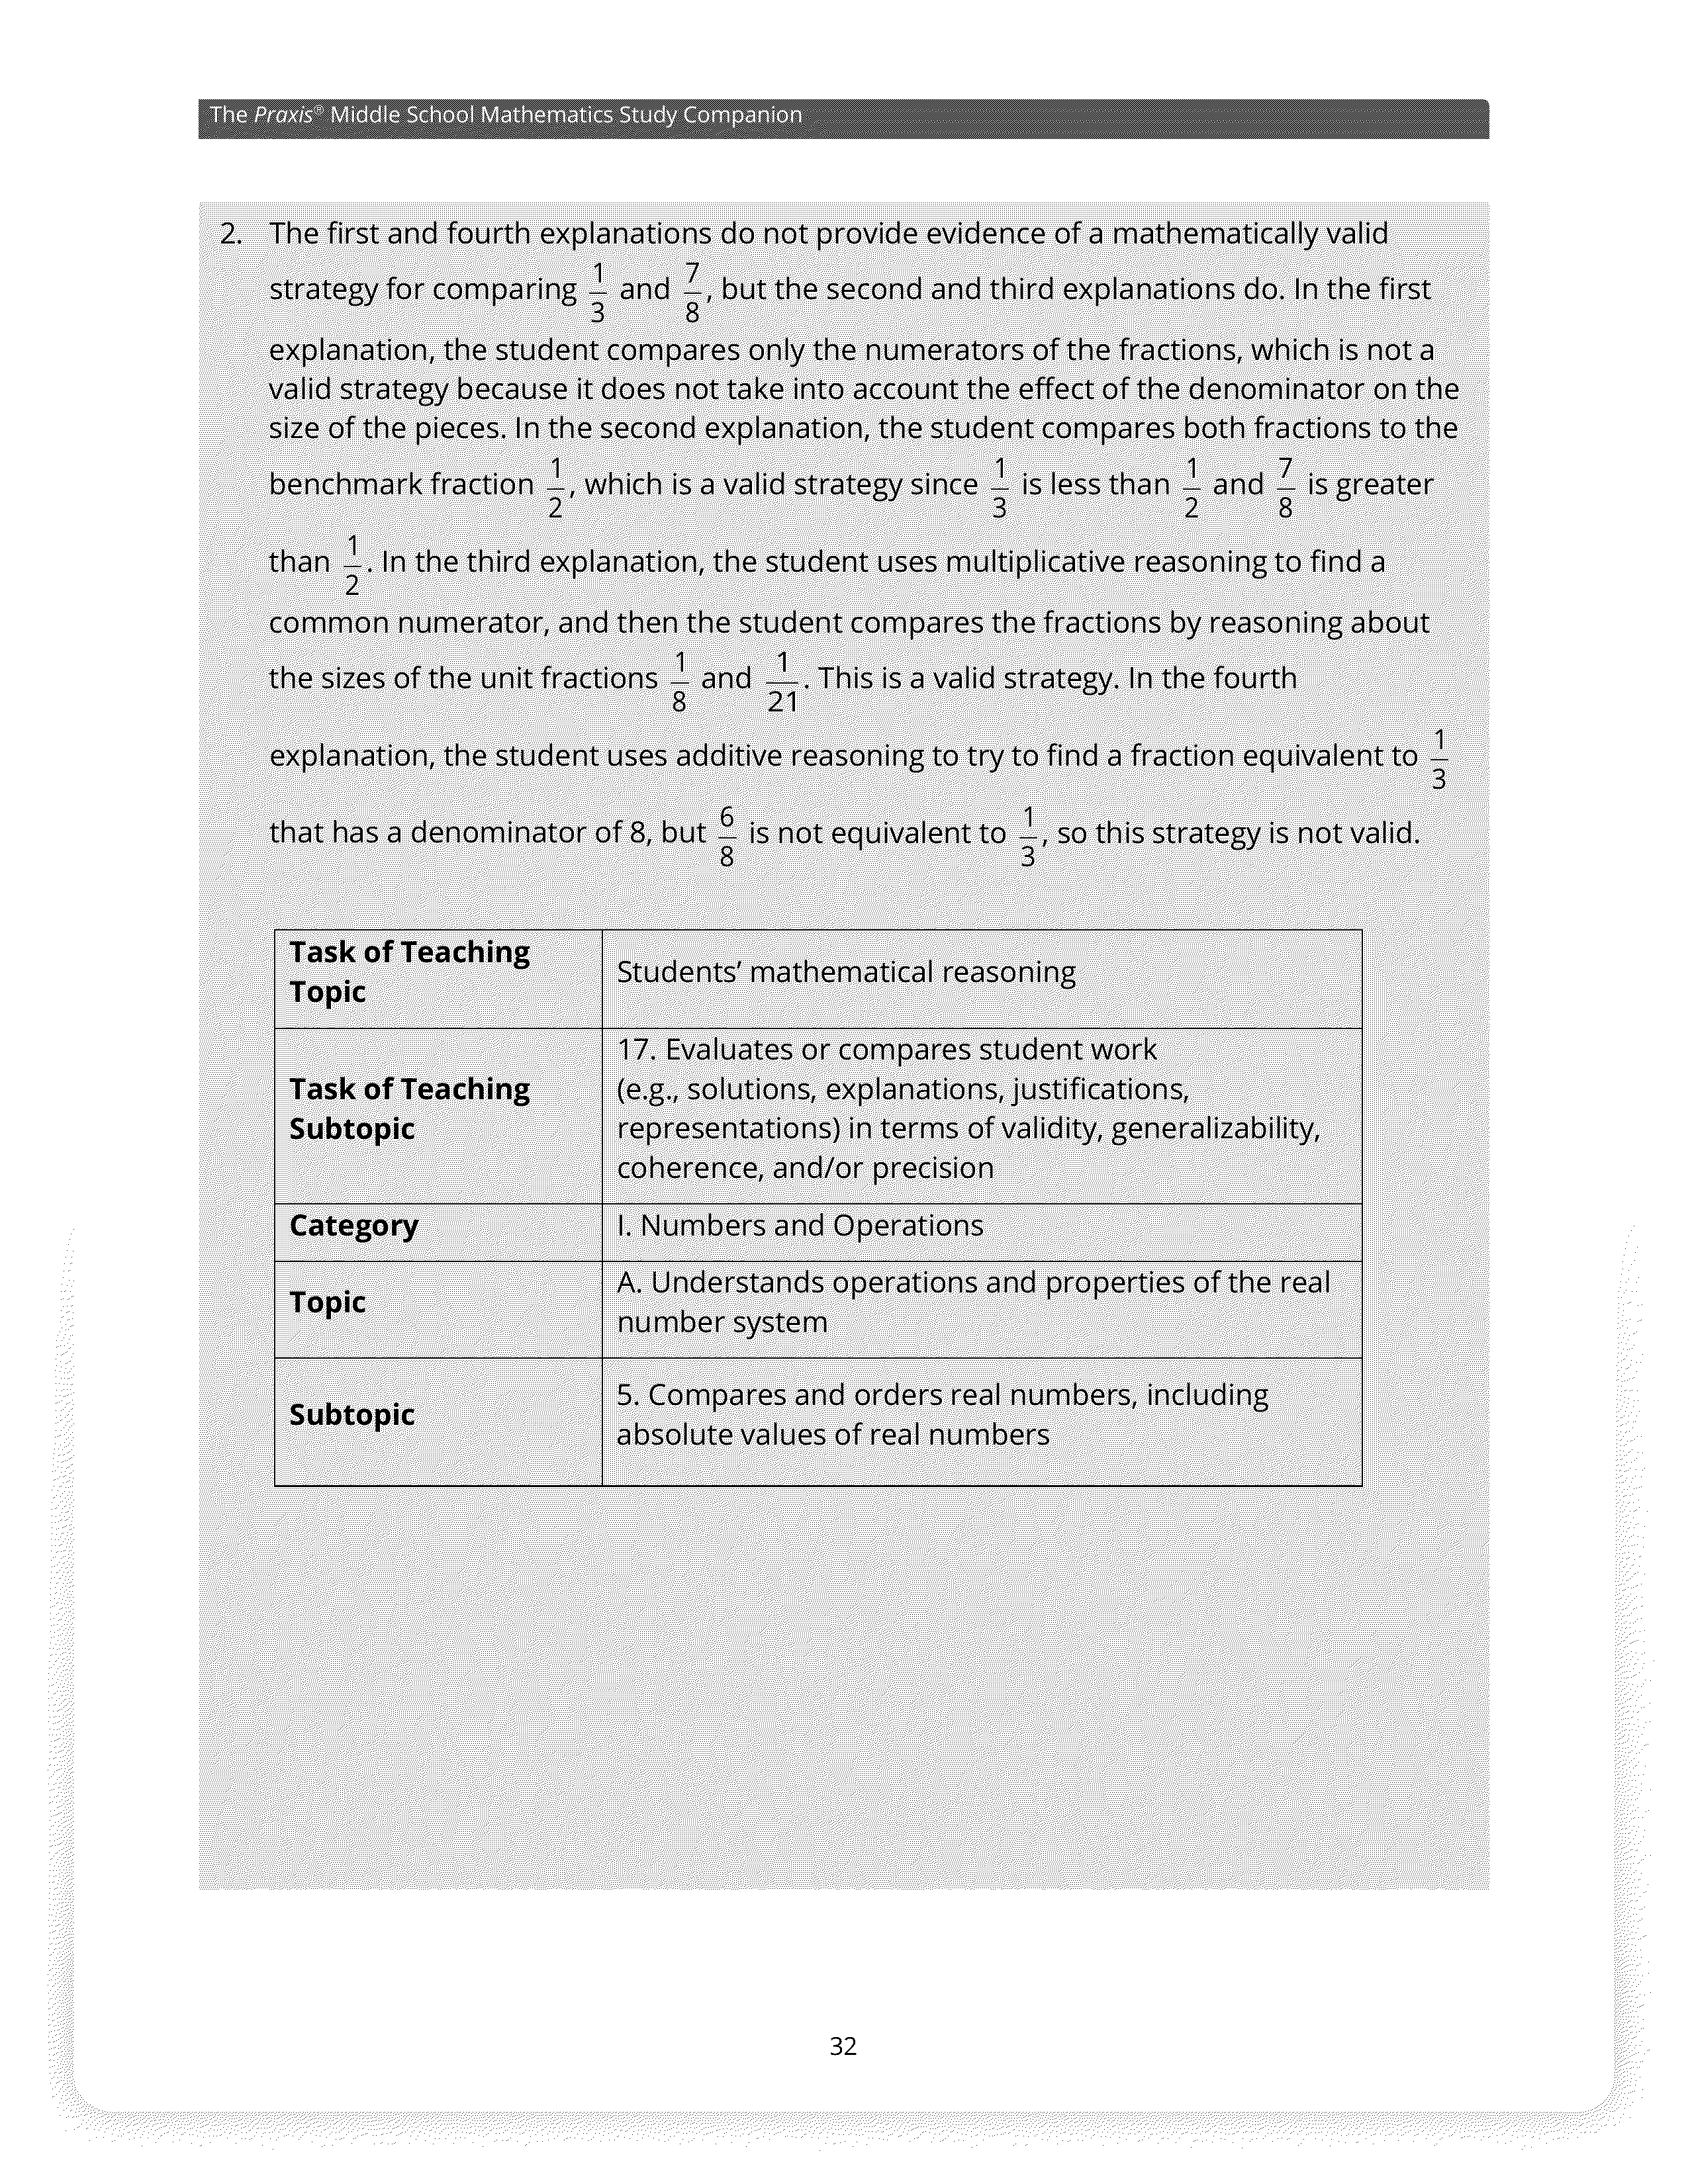 The Praxis® Middle School Mathematics Study Companion
2. The first and fourth explanations do not provide evidence of a mathematically valid
strategy for comparing 1/3 and 7/8, but the second and third explanations do. In the first
explanation, the student compares only the numerators of the fractions, which is not a
valid strategy because it does not take into account the effect of the denominator on the
size of the pieces. In the second explanation, the student compares both fractions to the
benchmark fraction 1/2, which is a valid strategy since 1/3 is less than 1/2 and 7/8 is greater
than 1/2. In the third explanation, the student uses multiplicative reasoning to find a
common numerator, and then the student compares the fractions by reasoning about
the sizes of the unit fractions 1/8 and 1/21. This is a valid strategy. In the fourth
explanation, the student uses additive reasoning to try to find a fraction equivalent to 1/3
that has a denominator of 8, but 6/8 is not equivalent to 1/3, so this strategy is not valid.
Task of Teaching
Topic
Students’ mathematical reasoning
Task of Teaching
Subtopic
17. Evaluates or compares student work
(e.g., solutions, explanations, justifications,
representations) in terms of validity, generalizability,
coherence, and/or precision
Category
I. Numbers and Operations
Topic
A. Understands operations and properties of the real
number system
Subtopic
5. Compares and orders real numbers, including
absolute values of real numbers
32